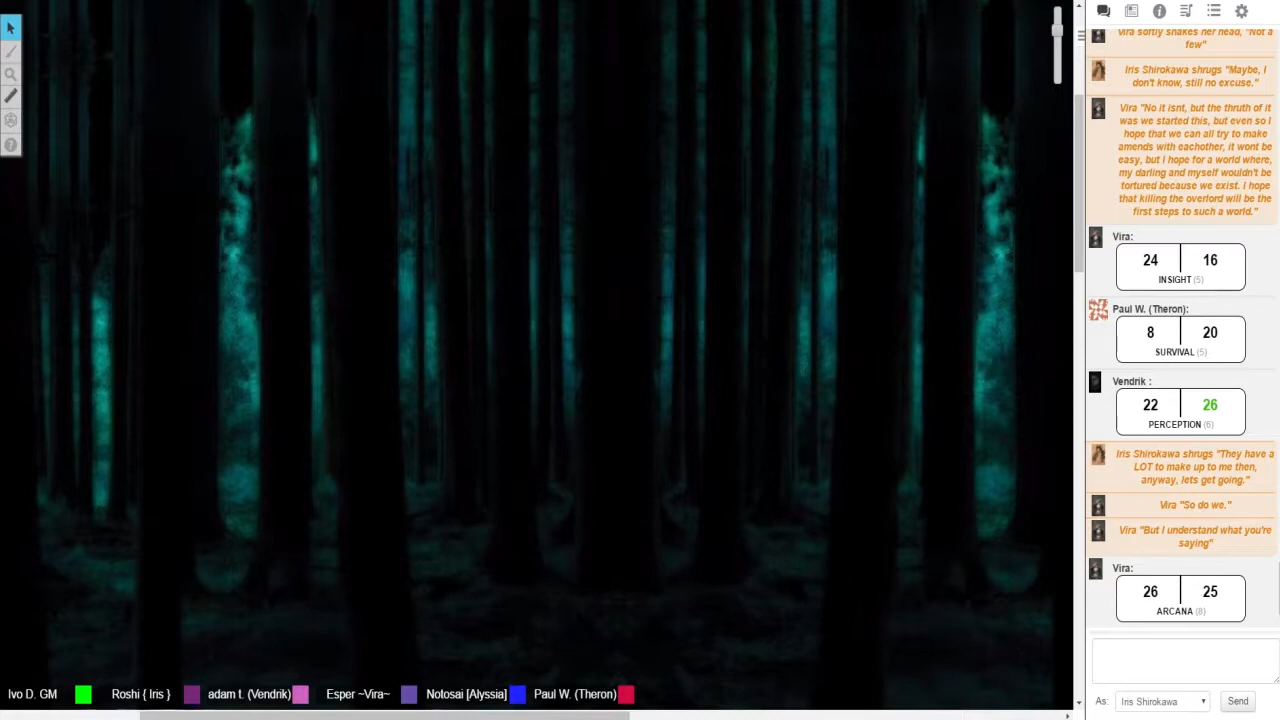 Vira softly shakes her head, "Not a
few"
Iris Shirokawa shrugs "Maybe, I
don't know, still no excuse."
Vira "No it isnt, but the thruth of it
was we started this, but even so I
hope that we can all try to make
amends with eachother, it wont be
easy, but I hope for a world where,
my darling and myself wouldn't be
tortured because we exist. I hope
that killing the overlord will be the
first steps to such a world."
Vira:
24 16
INSIGHT (5)
Paul W. (Theron):
8 20
SURVIVAL (5)
Vendrik :
22 26
PERCEPTION (6)
Iris Shirokawa shrugs "They have a
LOT to make up to me then,
anyway, lets get going."
Vira "So do we."
Vira "But I understand what you're
saying"
Vira:
26 25
ARCANA (8)
As: Iris Shirokawa Send
Ivo D. GM Roshi { Iris } adam t. (Vendrik) Esper ~Vira~ Notosai [Alyssia] Paul W. (Theron)